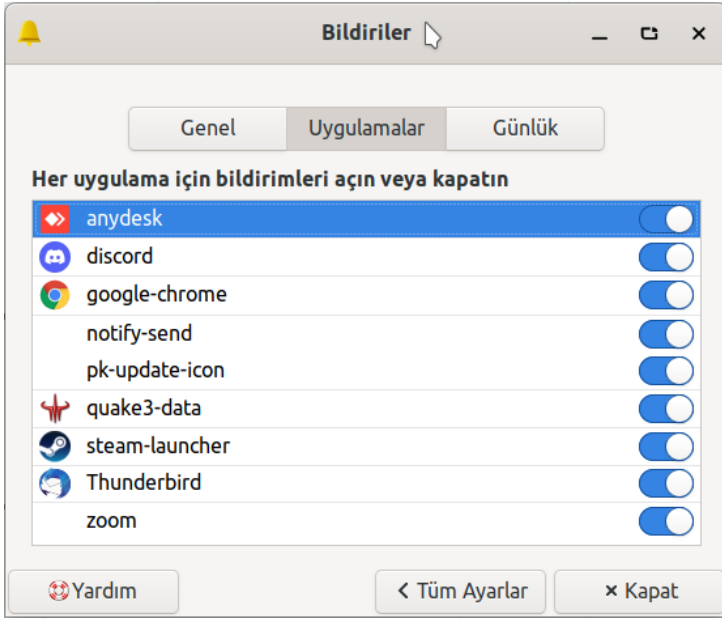 Bildiriler
Genel Uygulamalar Günlük
Her uygulama için bildirimleri açın veya kapatın
anydesk
discord
google-chrome
notify-send
pk-update-icon
quake3-data
steam-launcher
Thunderbird
zoom
Yardım < Tüm Ayarlar × Kapat